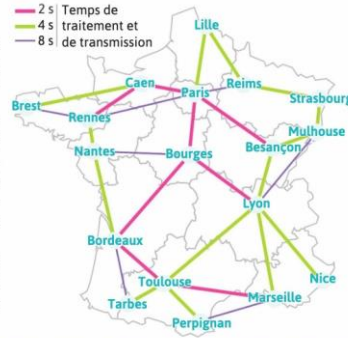 2 s Temps de
4 s traitement et
8 s de transmission
Lille
Caen
Paris
Reims
Brest
Rennes
Strasbourg
Mulhouse
Nantes
Bourges
Besançon
Lyon
Bordeaux
Toulouse
Nice
Tarbes
Marseille
Perpignan